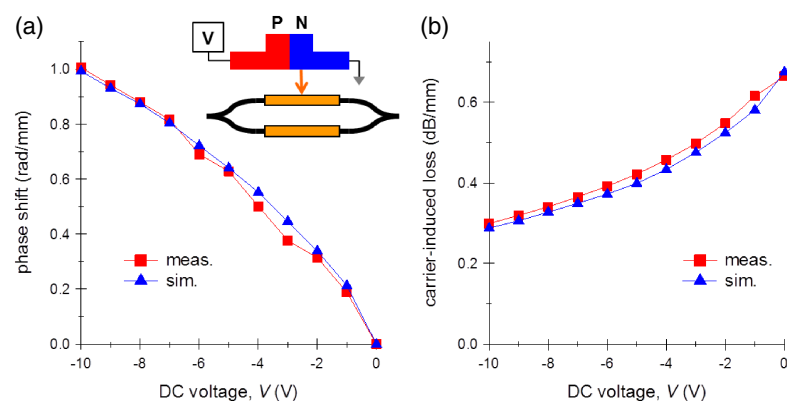 (a)
P N
V
1.0
0.8
0.6
0.4
0.2
0.0
phase shift (rad/mm)
meas.
sim.
-10 -8 -6 -4 -2 0
DC voltage, V (V)
(b)
0.6
0.4
0.2
0.0
carrier-induced loss (dB/mm)
meas.
sim.
-10 -8 -6 -4 -2 0
DC voltage, V (V)